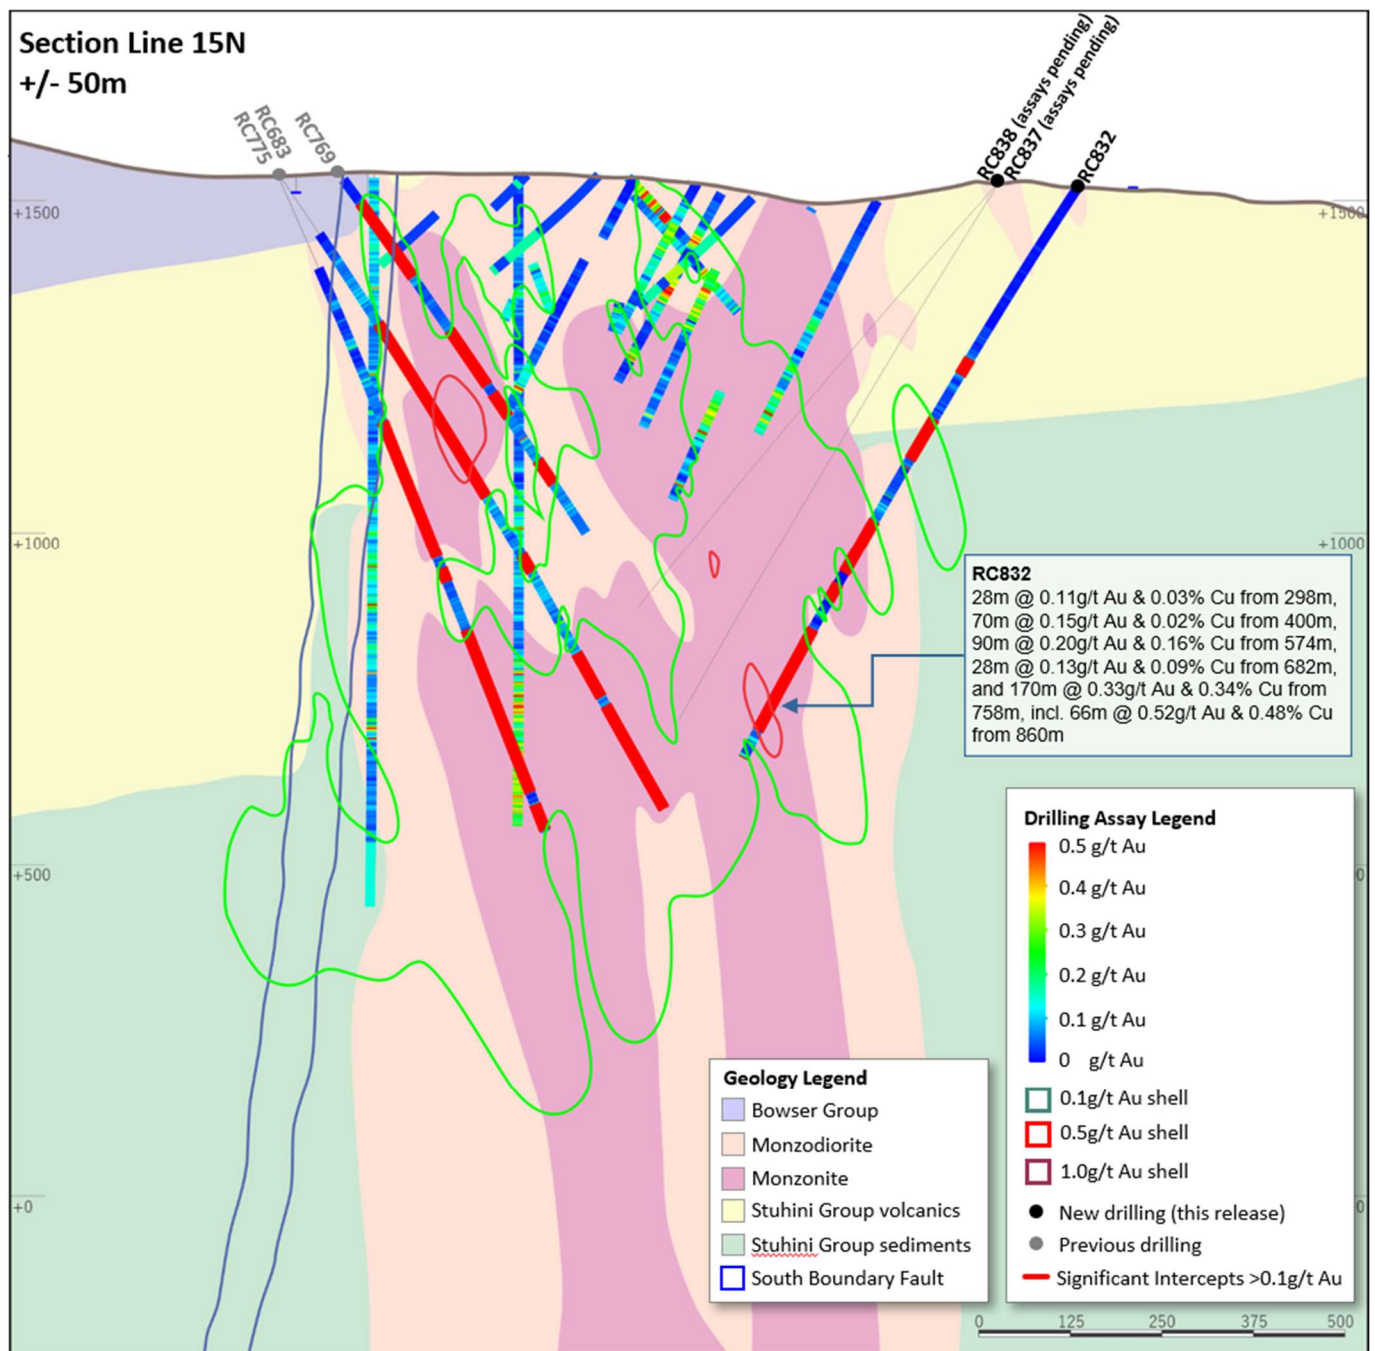 Section Line 15N
+/- 50m
RC775
RC683
RC769
RC838 (assays pending)
RC837 (assays pending)
RC832
+1500
+1500
+1000
+1000
RC832
28m @ 0.11g/t Au & 0.03% Cu from 298m,
70m @ 0.15g/t Au & 0.02% Cu from 400m,
90m @ 0.20g/t Au & 0.16% Cu from 574m,
28m @ 0.13g/t Au & 0.09% Cu from 682m,
and 170m @ 0.33g/t Au & 0.34% Cu from
758m, incl. 66m @ 0.52g/t Au & 0.48% Cu
from 860m
+500
0
+0
0
Drilling Assay Legend
0.5 g/t Au
0.4 g/t Au
0.3 g/t Au
0.2 g/t Au
0.1 g/t Au
0 g/t Au
0.1g/t Au shell
0.5g/t Au shell
1.0g/t Au shell
New drilling (this release)
Previous drilling
Significant Intercepts >0.1g/t Au
Geology Legend
Bowser Group
Monzodiorite
Monzonite
Stuhini Group volcanics
Stuhini Group sediments
South Boundary Fault
0 125 250 375 500